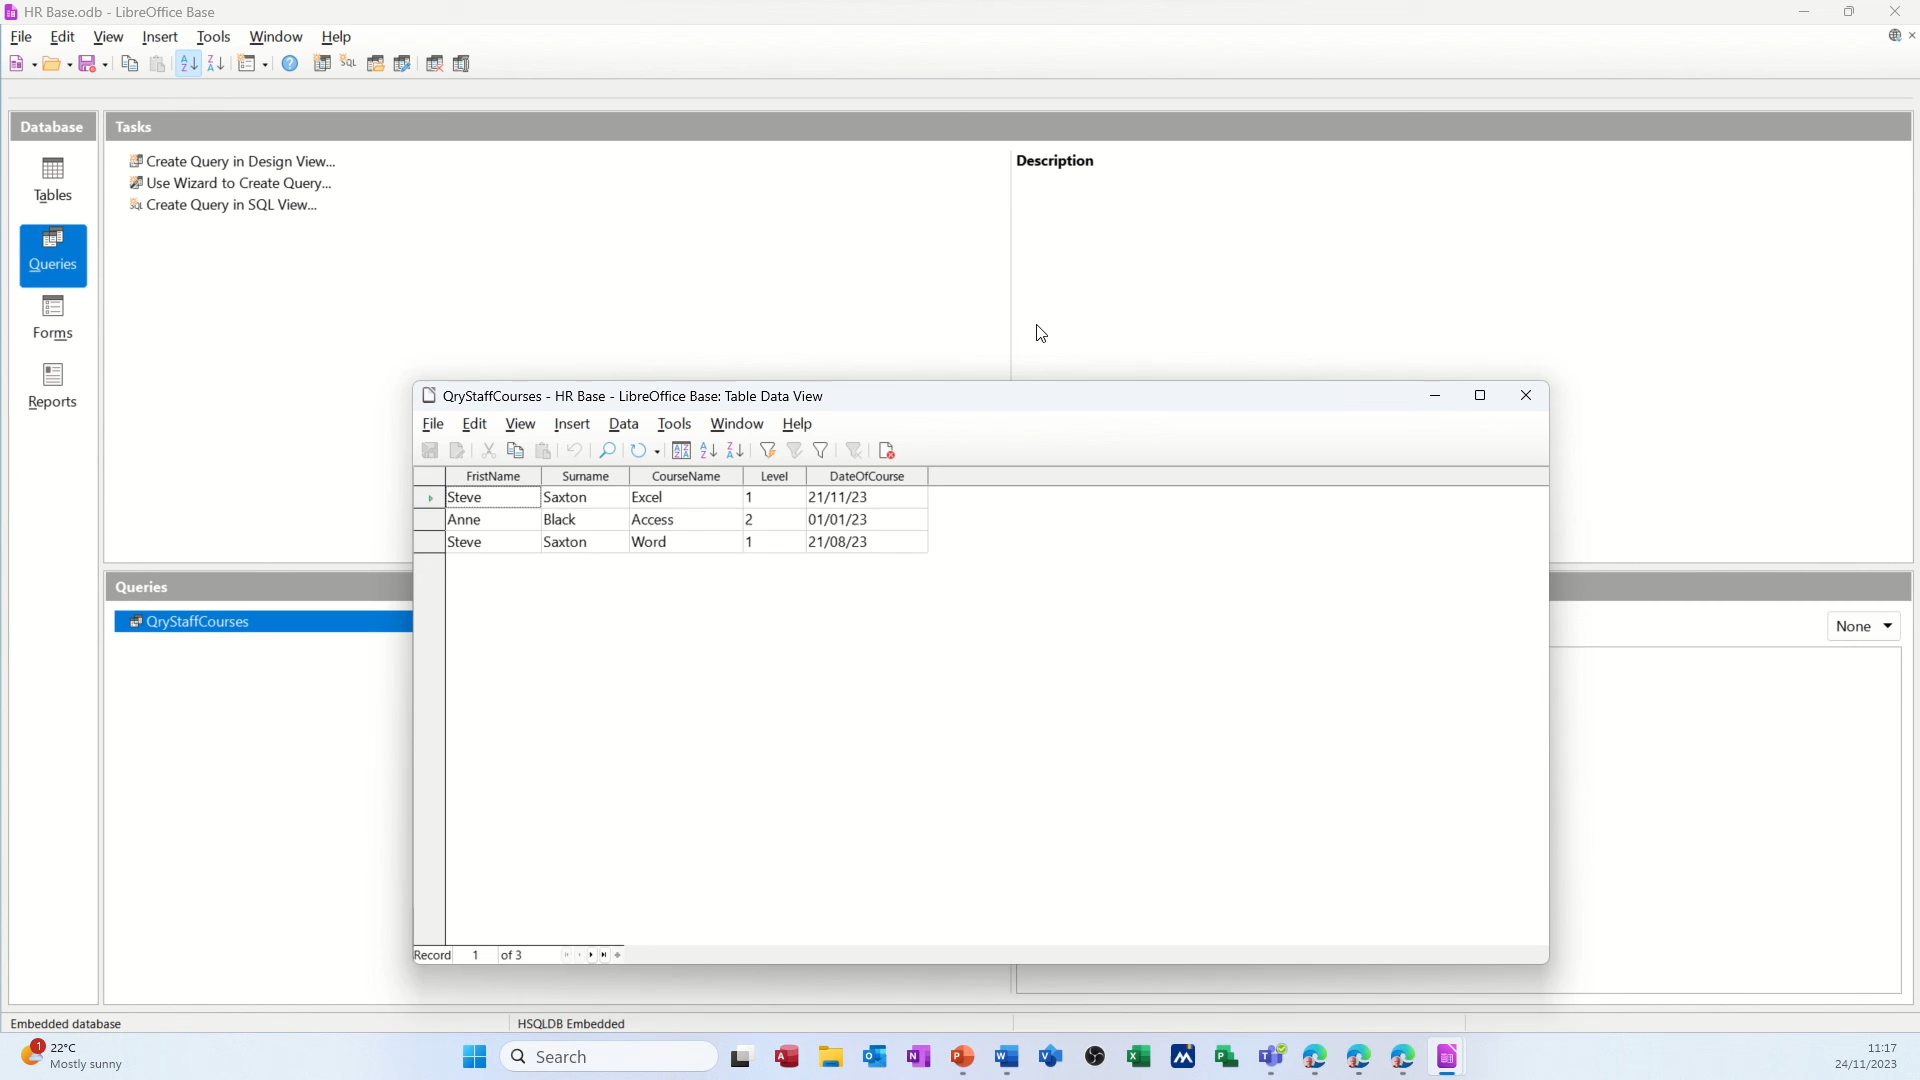 HR Base.odb - LibreOffice Base
File Edit View Insert Tools Window Help
SQL
Database
Tasks
Create Query in Design View...
Use Wizard to Create Query...
Create Query in SQL View...
Description
Tables
Queries
Forms
Reports
QryStaffCourses - HR Base - LibreOffice Base: Table Data View
File Edit View Insert Data Tools Window Help
FristName Surname CourseName Level DateOfCourse
Steve Saxton Excel 1 21/11/23
Anne Black Access 2 01/01/23
Steve Saxton Word 1 21/08/23
Record 1 of 3
Queries
QryStaffCourses
None
Embedded database
HSQLDB Embedded
1
22°C
Mostly sunny
Search
11:17
24/11/2023